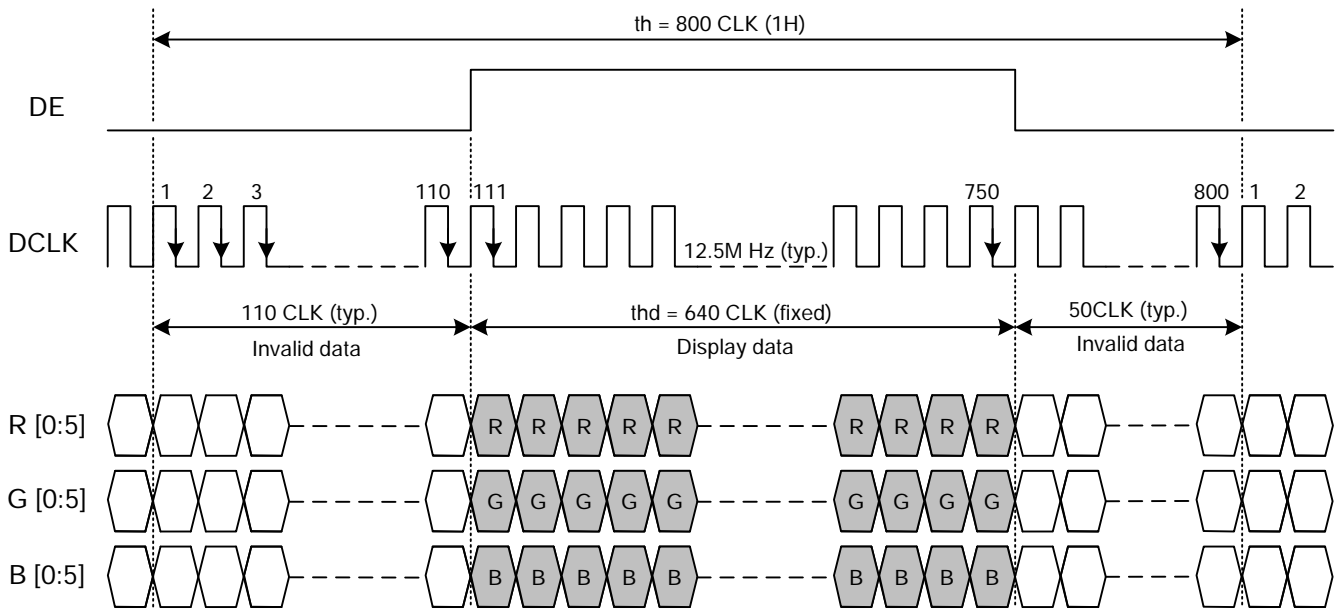 th = 800 CLK (1H)
DE
1 2 3 110 111 750 800 1 2
DCLK
12.5M Hz (typ.)
110 CLK (typ.) thd = 640 CLK (fixed) 50CLK (typ.)
Invalid data Display data Invalid data
R [0:5] R R R R R R R R R
G [0:5] G G G G G G G G G
B [0:5] B B B B B B B B B